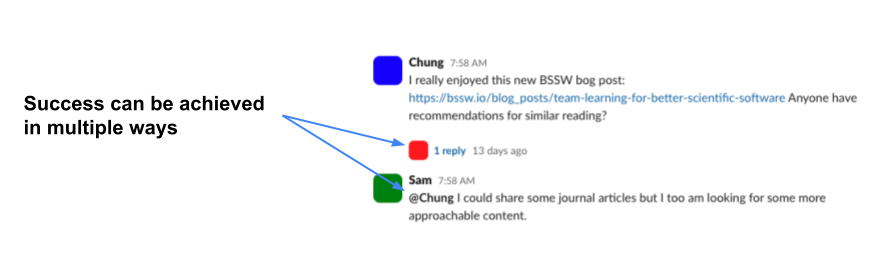 Success can be achieved
in multiple ways
Chung 7:58 AM
I really enjoyed this new BSSW bog post:
https://bssw.io/blog_posts/team-learning-for-better-scientific-software Anyone have
recommendations for similar reading?
1 reply 13 days ago
Sam 7:58 AM
@Chung I could share some journal articles but I too am looking for some more
approachable content.